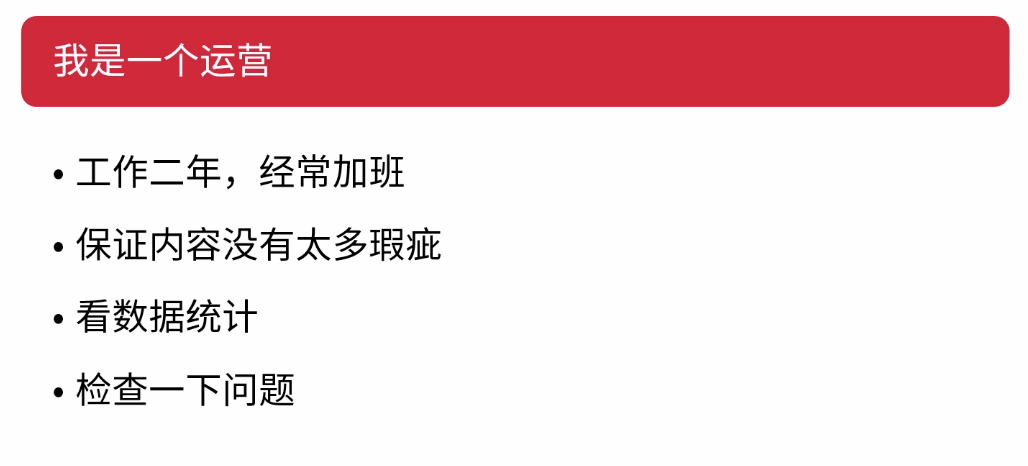 我是一个运营
• 工作二年，经常加班
• 保证内容没有太多瑕疵
• 看数据统计
• 检查一下问题